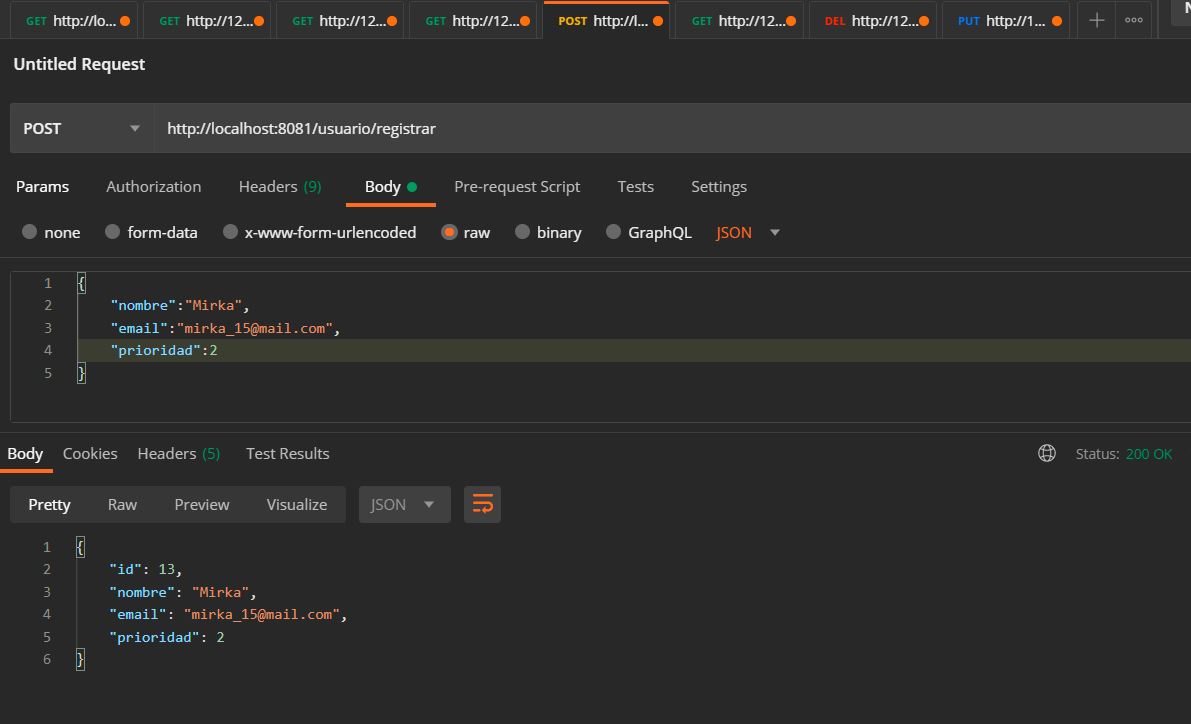 GET http://lo... GET http://12... GET http://12... GET http://12... POST http://l... GET http://12... DEL http://12... PUT http://1... N
Untitled Request
POST http://localhost:8081/usuario/registrar
Params Authorization Headers (9) Body Pre-request Script Tests Settings
none form-data x-www-form-urlencoded raw binary GraphQL JSON
1 {
2 "nombre":"Mirka",
3 "email":"mirka_15@mail.com",
4 "prioridad":2
5 }
Body Cookies Headers (5) Test Results Status: 200 OK
Pretty Raw Preview Visualize JSON
1 {
2 "id": 13,
3 "nombre": "Mirka",
4 "email": "mirka_15@mail.com",
5 "prioridad": 2
6 }